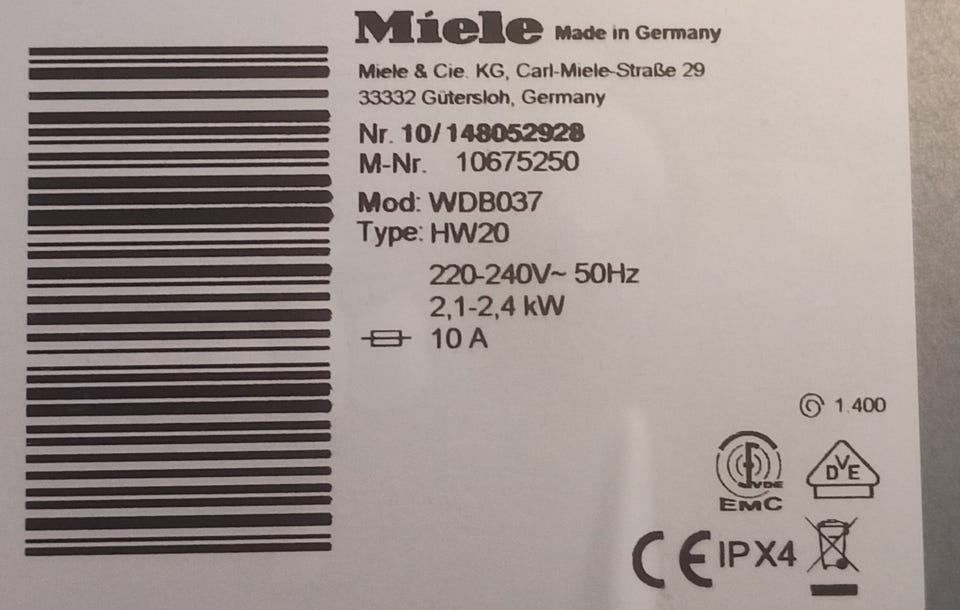 Miele Made in Germany
Miele & Cie. KG, Carl-Miele-Straße 29
33332 Gütersloh, Germany
Nr. 10/148052928
M-Nr. 10675250
Mod: WDB037
Type: HW20
220-240V~ 50Hz
2,1-2,4 kW
10 A
1.400
VDE
EMC
DVE
CE IPX4